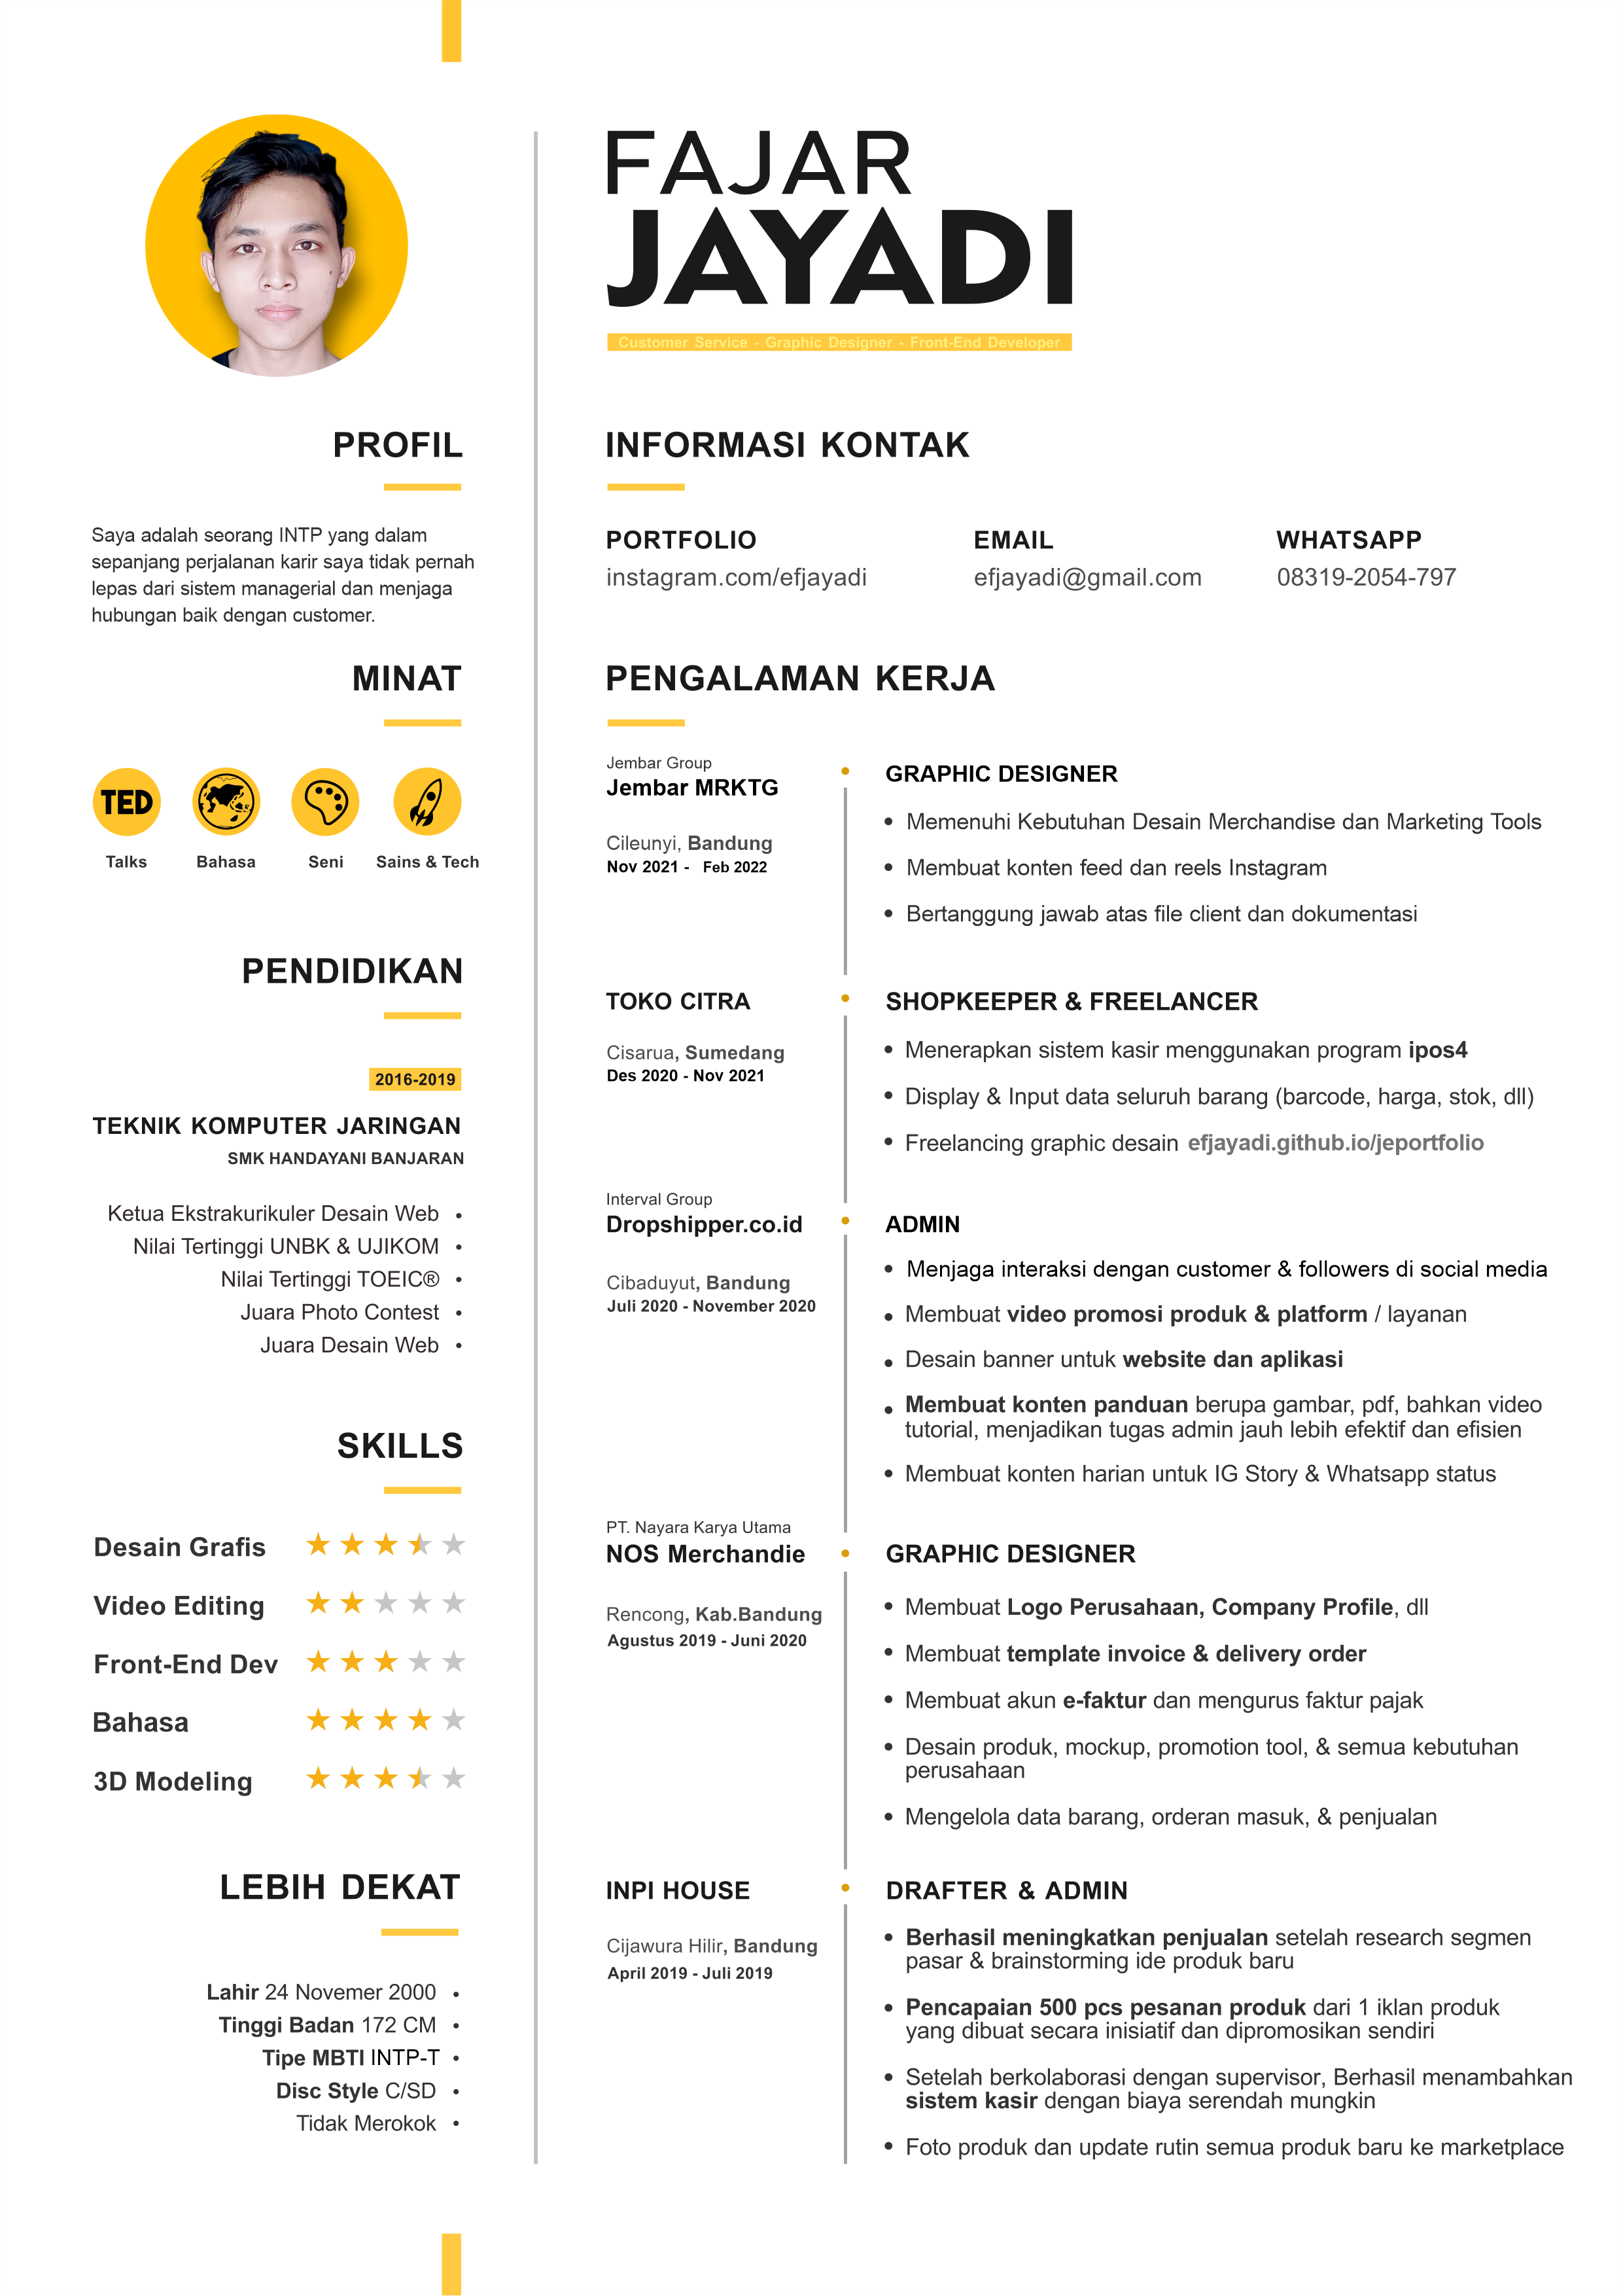 FAJAR
JAYADI
Customer Service - Graphic Designer - Front-End Developer
PROFIL
Saya adalah seorang INTP yang dalam
sepanjang perjalanan karir saya tidak pernah
lepas dari sistem managerial dan menjaga
hubungan baik dengan customer.
MINAT
TED
Talks Bahasa Seni Sains & Tech
PENDIDIKAN
2016-2019
TEKNIK KOMPUTER JARINGAN
SMK HANDAYANI BANJARAN
Ketua Ekstrakurikuler Desain Web •
Nilai Tertinggi UNBK & UJIKOM •
Nilai Tertinggi TOEIC® •
Juara Photo Contest •
Juara Desain Web •
SKILLS
Desain Grafis
Video Editing
Front-End Dev
Bahasa
3D Modeling
LEBIH DEKAT
Lahir 24 Novemer 2000 •
Tinggi Badan 172 CM •
Tipe MBTI INTP-T •
Disc Style C/SD •
Tidak Merokok •
INFORMASI KONTAK
PORTFOLIO
instagram.com/efjayadi
EMAIL
efjayadi@gmail.com
WHATSAPP
08319-2054-797
PENGALAMAN KERJA
Jembar Group
Jembar MRKTG
Cileunyi, Bandung
Nov 2021 - Feb 2022
GRAPHIC DESIGNER
• Memenuhi Kebutuhan Desain Merchandise dan Marketing Tools
• Membuat konten feed dan reels Instagram
• Bertanggung jawab atas file client dan dokumentasi
TOKO CITRA
Cisarua, Sumedang
Des 2020 - Nov 2021
SHOPKEEPER & FREELANCER
• Menerapkan sistem kasir menggunakan program ipos4
• Display & Input data seluruh barang (barcode, harga, stok, dll)
• Freelancing graphic desain efjayadi.github.io/jeportfolio
Interval Group
Dropshipper.co.id
Cibaduyut, Bandung
Juli 2020 - November 2020
ADMIN
• Menjaga interaksi dengan customer & followers di social media
• Membuat video promosi produk & platform / layanan
• Desain banner untuk website dan aplikasi
• Membuat konten panduan berupa gambar, pdf, bahkan video
tutorial, menjadikan tugas admin jauh lebih efektif dan efisien
• Membuat konten harian untuk IG Story & Whatsapp status
PT. Nayara Karya Utama
NOS Merchandie
Rencong, Kab.Bandung
Agustus 2019 - Juni 2020
GRAPHIC DESIGNER
• Membuat Logo Perusahaan, Company Profile, dll
• Membuat template invoice & delivery order
• Membuat akun e-faktur dan mengurus faktur pajak
• Desain produk, mockup, promotion tool, & semua kebutuhan
perusahaan
• Mengelola data barang, orderan masuk, & penjualan
INPI HOUSE
Cijawura Hilir, Bandung
April 2019 - Juli 2019
DRAFTER & ADMIN
• Berhasil meningkatkan penjualan setelah research segmen
pasar & brainstorming ide produk baru
• Pencapaian 500 pcs pesanan produk dari 1 iklan produk
yang dibuat secara inisiatif dan dipromosikan sendiri
• Setelah berkolaborasi dengan supervisor, Berhasil menambahkan
sistem kasir dengan biaya serendah mungkin
• Foto produk dan update rutin semua produk baru ke marketplace